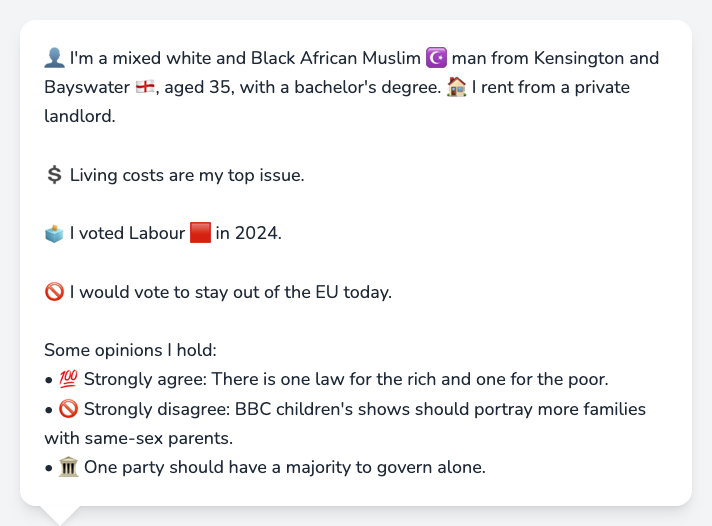 👤 I'm a mixed white and Black African Muslim ☪️ man from Kensington and
Bayswater 🏴󠁧󠁢󠁥󠁮󠁧󠁿, aged 35, with a bachelor's degree. 🏠 I rent from a private
landlord.
💲 Living costs are my top issue.
🗳️ I voted Labour 🟥 in 2024.
🚫 I would vote to stay out of the EU today.
Some opinions I hold:
• 💯 Strongly agree: There is one law for the rich and one for the poor.
• 🚫 Strongly disagree: BBC children's shows should portray more families
with same-sex parents.
• 🏛️ One party should have a majority to govern alone.